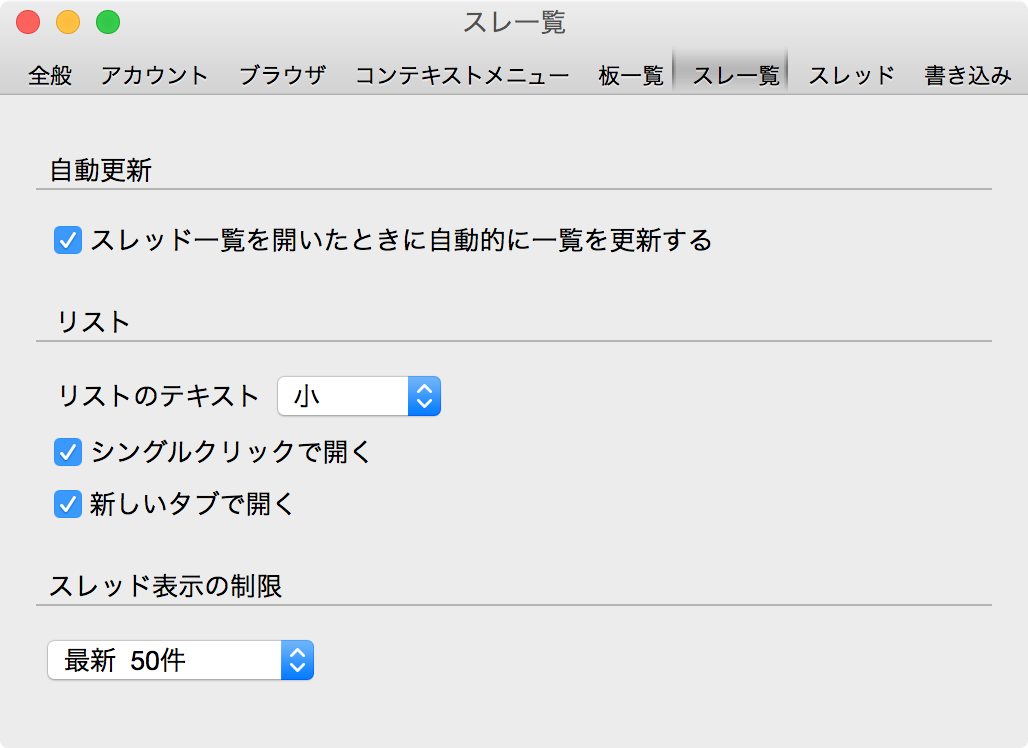 スレ一覧
全般 アカウント ブラウザ コンテキストメニュー 板一覧 スレ一覧 スレッド 書き込み
自動更新
スレッド一覧を開いたときに自動的に一覧を更新する
リスト
リストのテキスト 小
シングルクリックで開く
新しいタブで開く
スレッド表示の制限
最新 50件